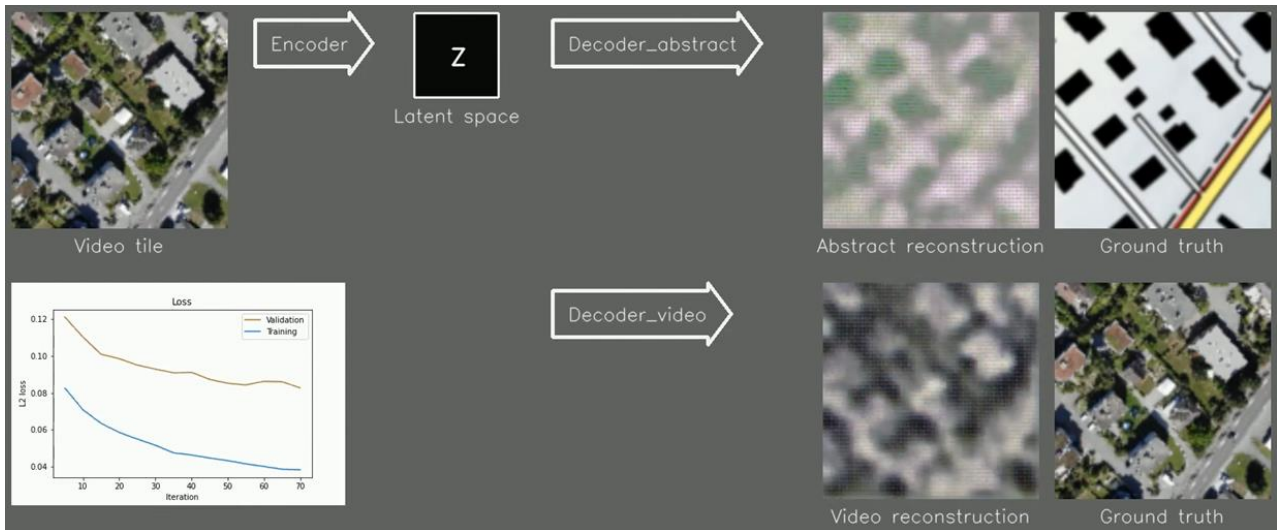 Encoder
z
Latent space
Decoder_abstract
Video tile
Abstract reconstruction
Ground truth
Loss
Validation
Training
0.12
0.10
0.08
0.06
0.04
L2 loss
10 20 30 40 50 60 70
Iteration
Decoder_video
Video reconstruction
Ground truth